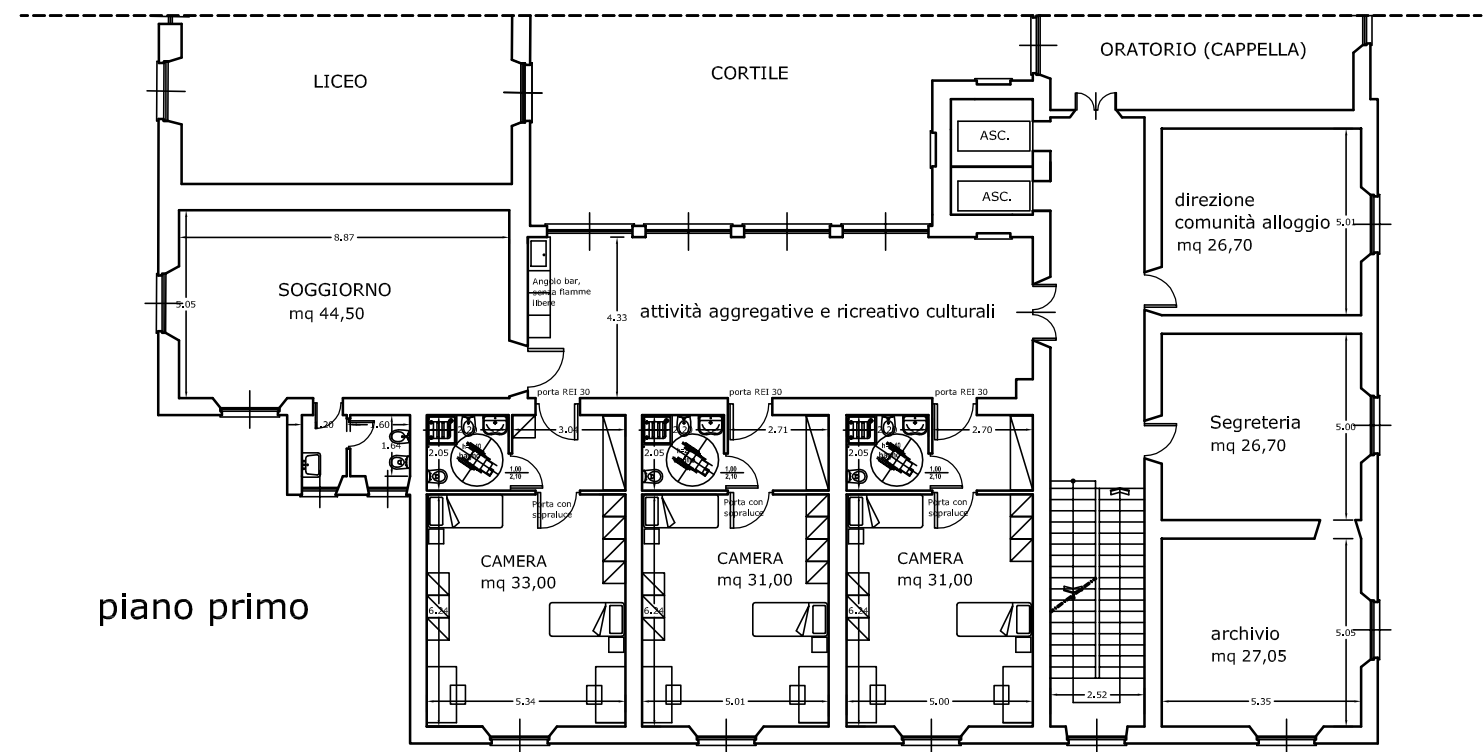 ORATORIO (CAPPELLA)
LICEO
CORTILE
ASC.
ASC.
direzione
comunità alloggio
mq 26,70
5.01
8.87
SOGGIORNO
mq 44,50
5.05
Angolo bar,
senza fiamme
libere
4.33
attività aggregative e ricreativo culturali
porta REI 30
porta REI 30
porta REI 30
Segreteria
mq 26,70
5.00
1.60
1.64
2.05
3.04
1,00
2,10
2.05
2.71
1,00
2,10
2.05
2.70
1,00
2,10
Porta con
sopraluce
Porta con
sopraluce
Porta con
sopraluce
CAMERA
mq 33,00
CAMERA
mq 31,00
CAMERA
mq 31,00
6.24
6.24
6.24
piano primo
archivio
mq 27,05
5.05
5.34
5.01
5.00
2.52
5.35